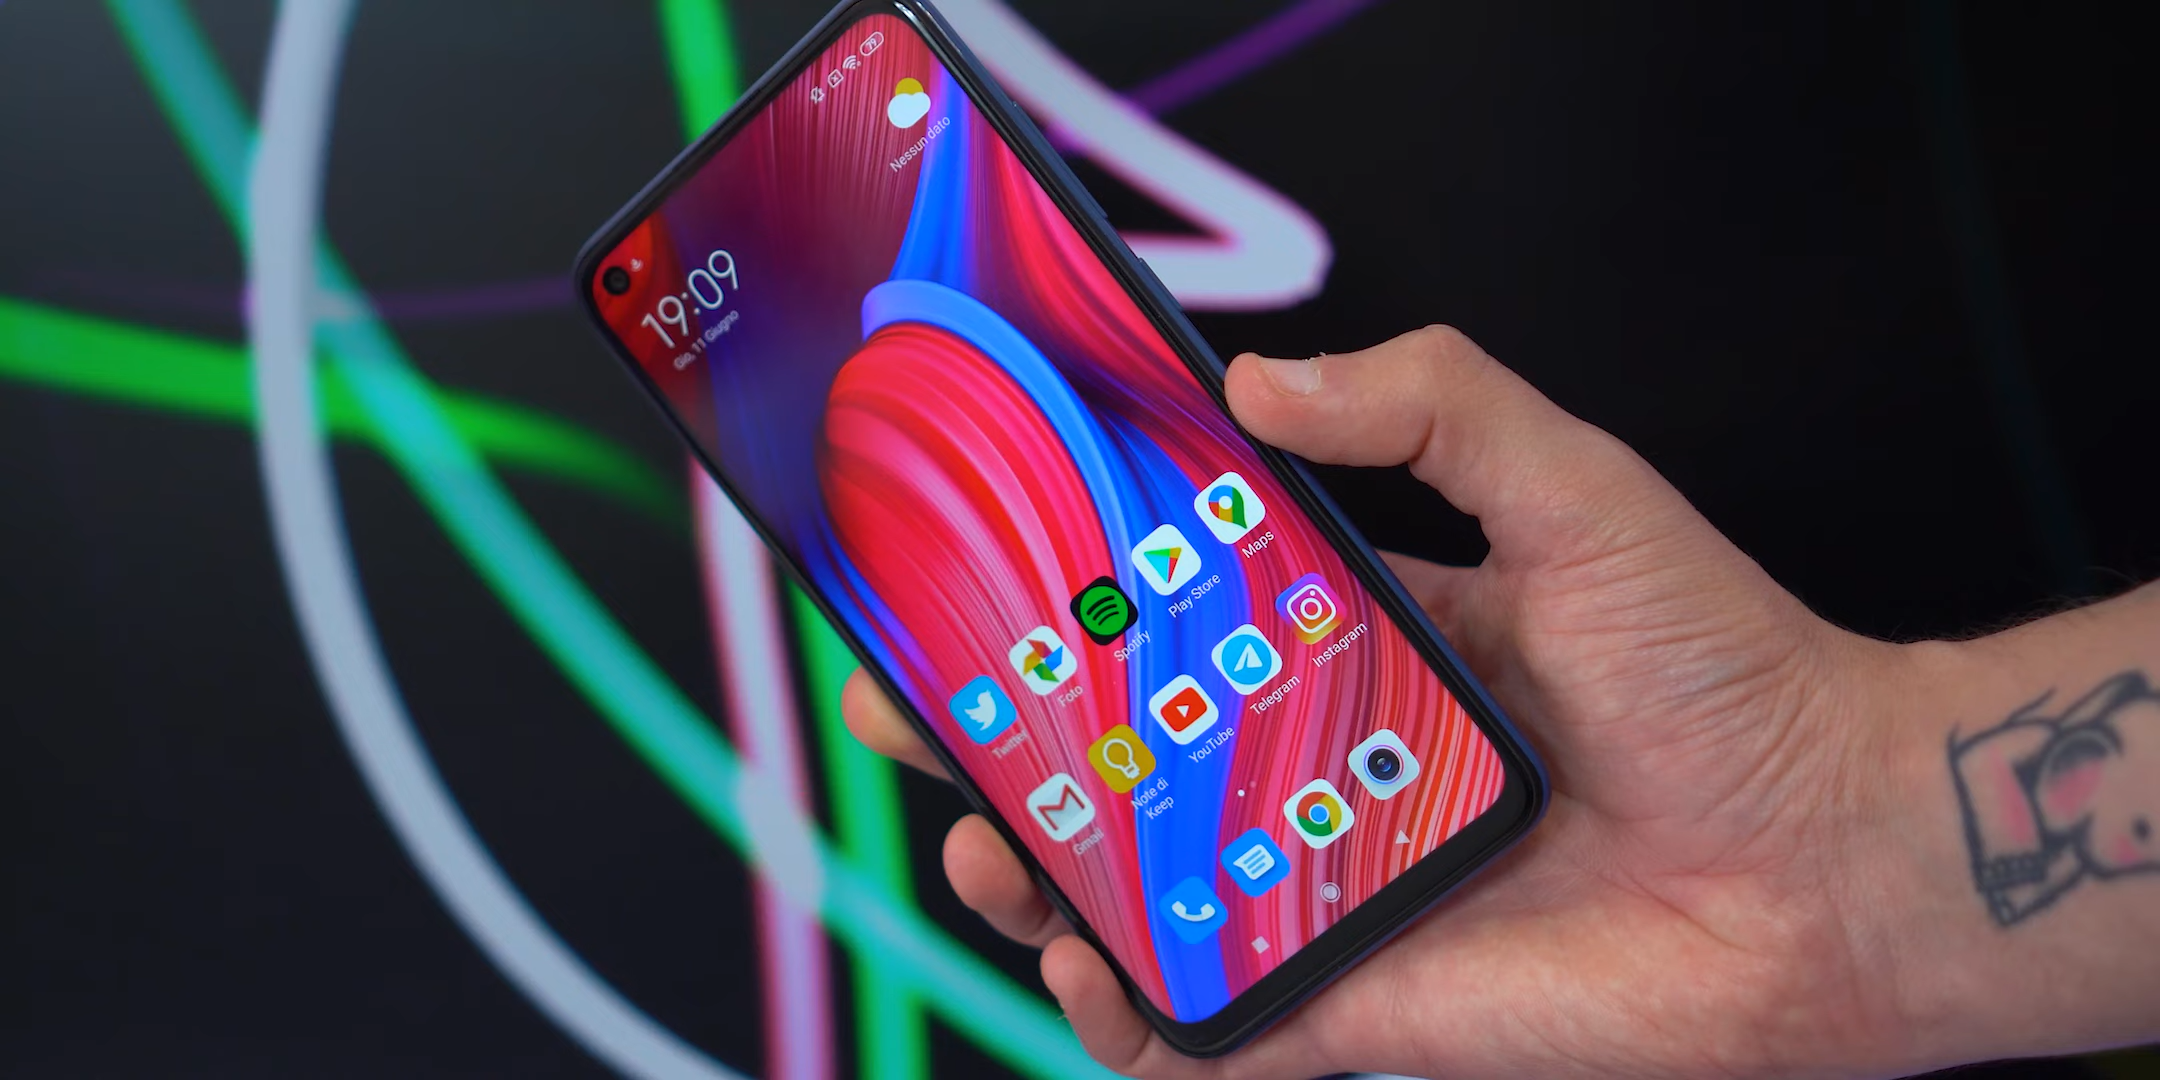 79
Nessun dato
19:09
Gio, 11 Giugno
Twitter
Foto
Spotify
Play Store
Maps
Gmail
Note di
Keep
YouTube
Telegram
Instagram